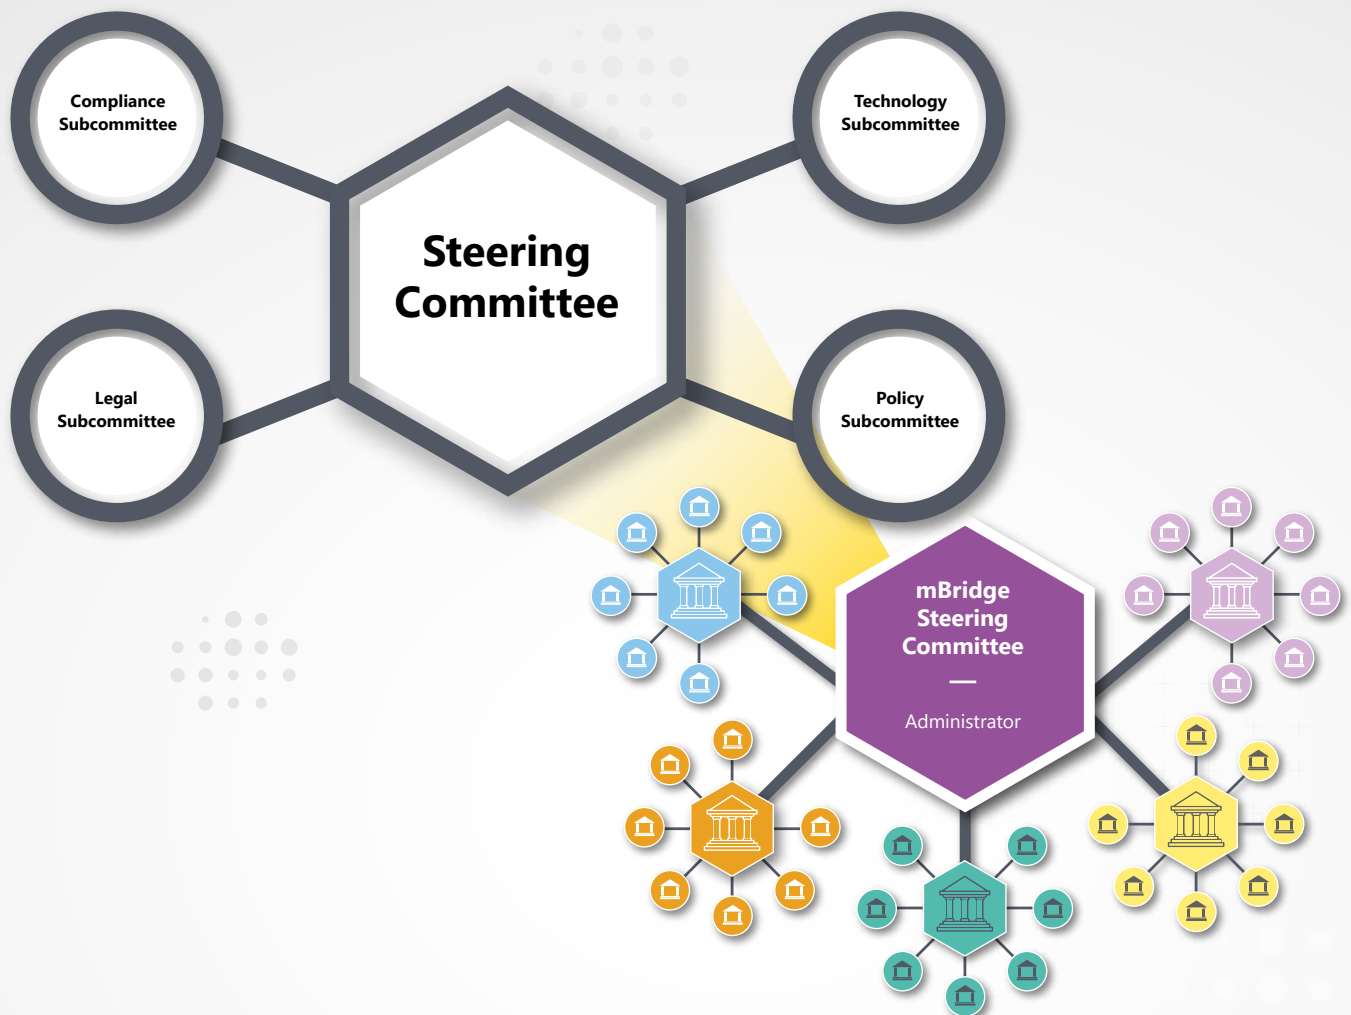 Compliance
Subcommittee
Technology
Subcommittee
Steering
Committee
Legal
Subcommittee
Policy
Subcommittee
mBridge
Steering
Committee
Administrator